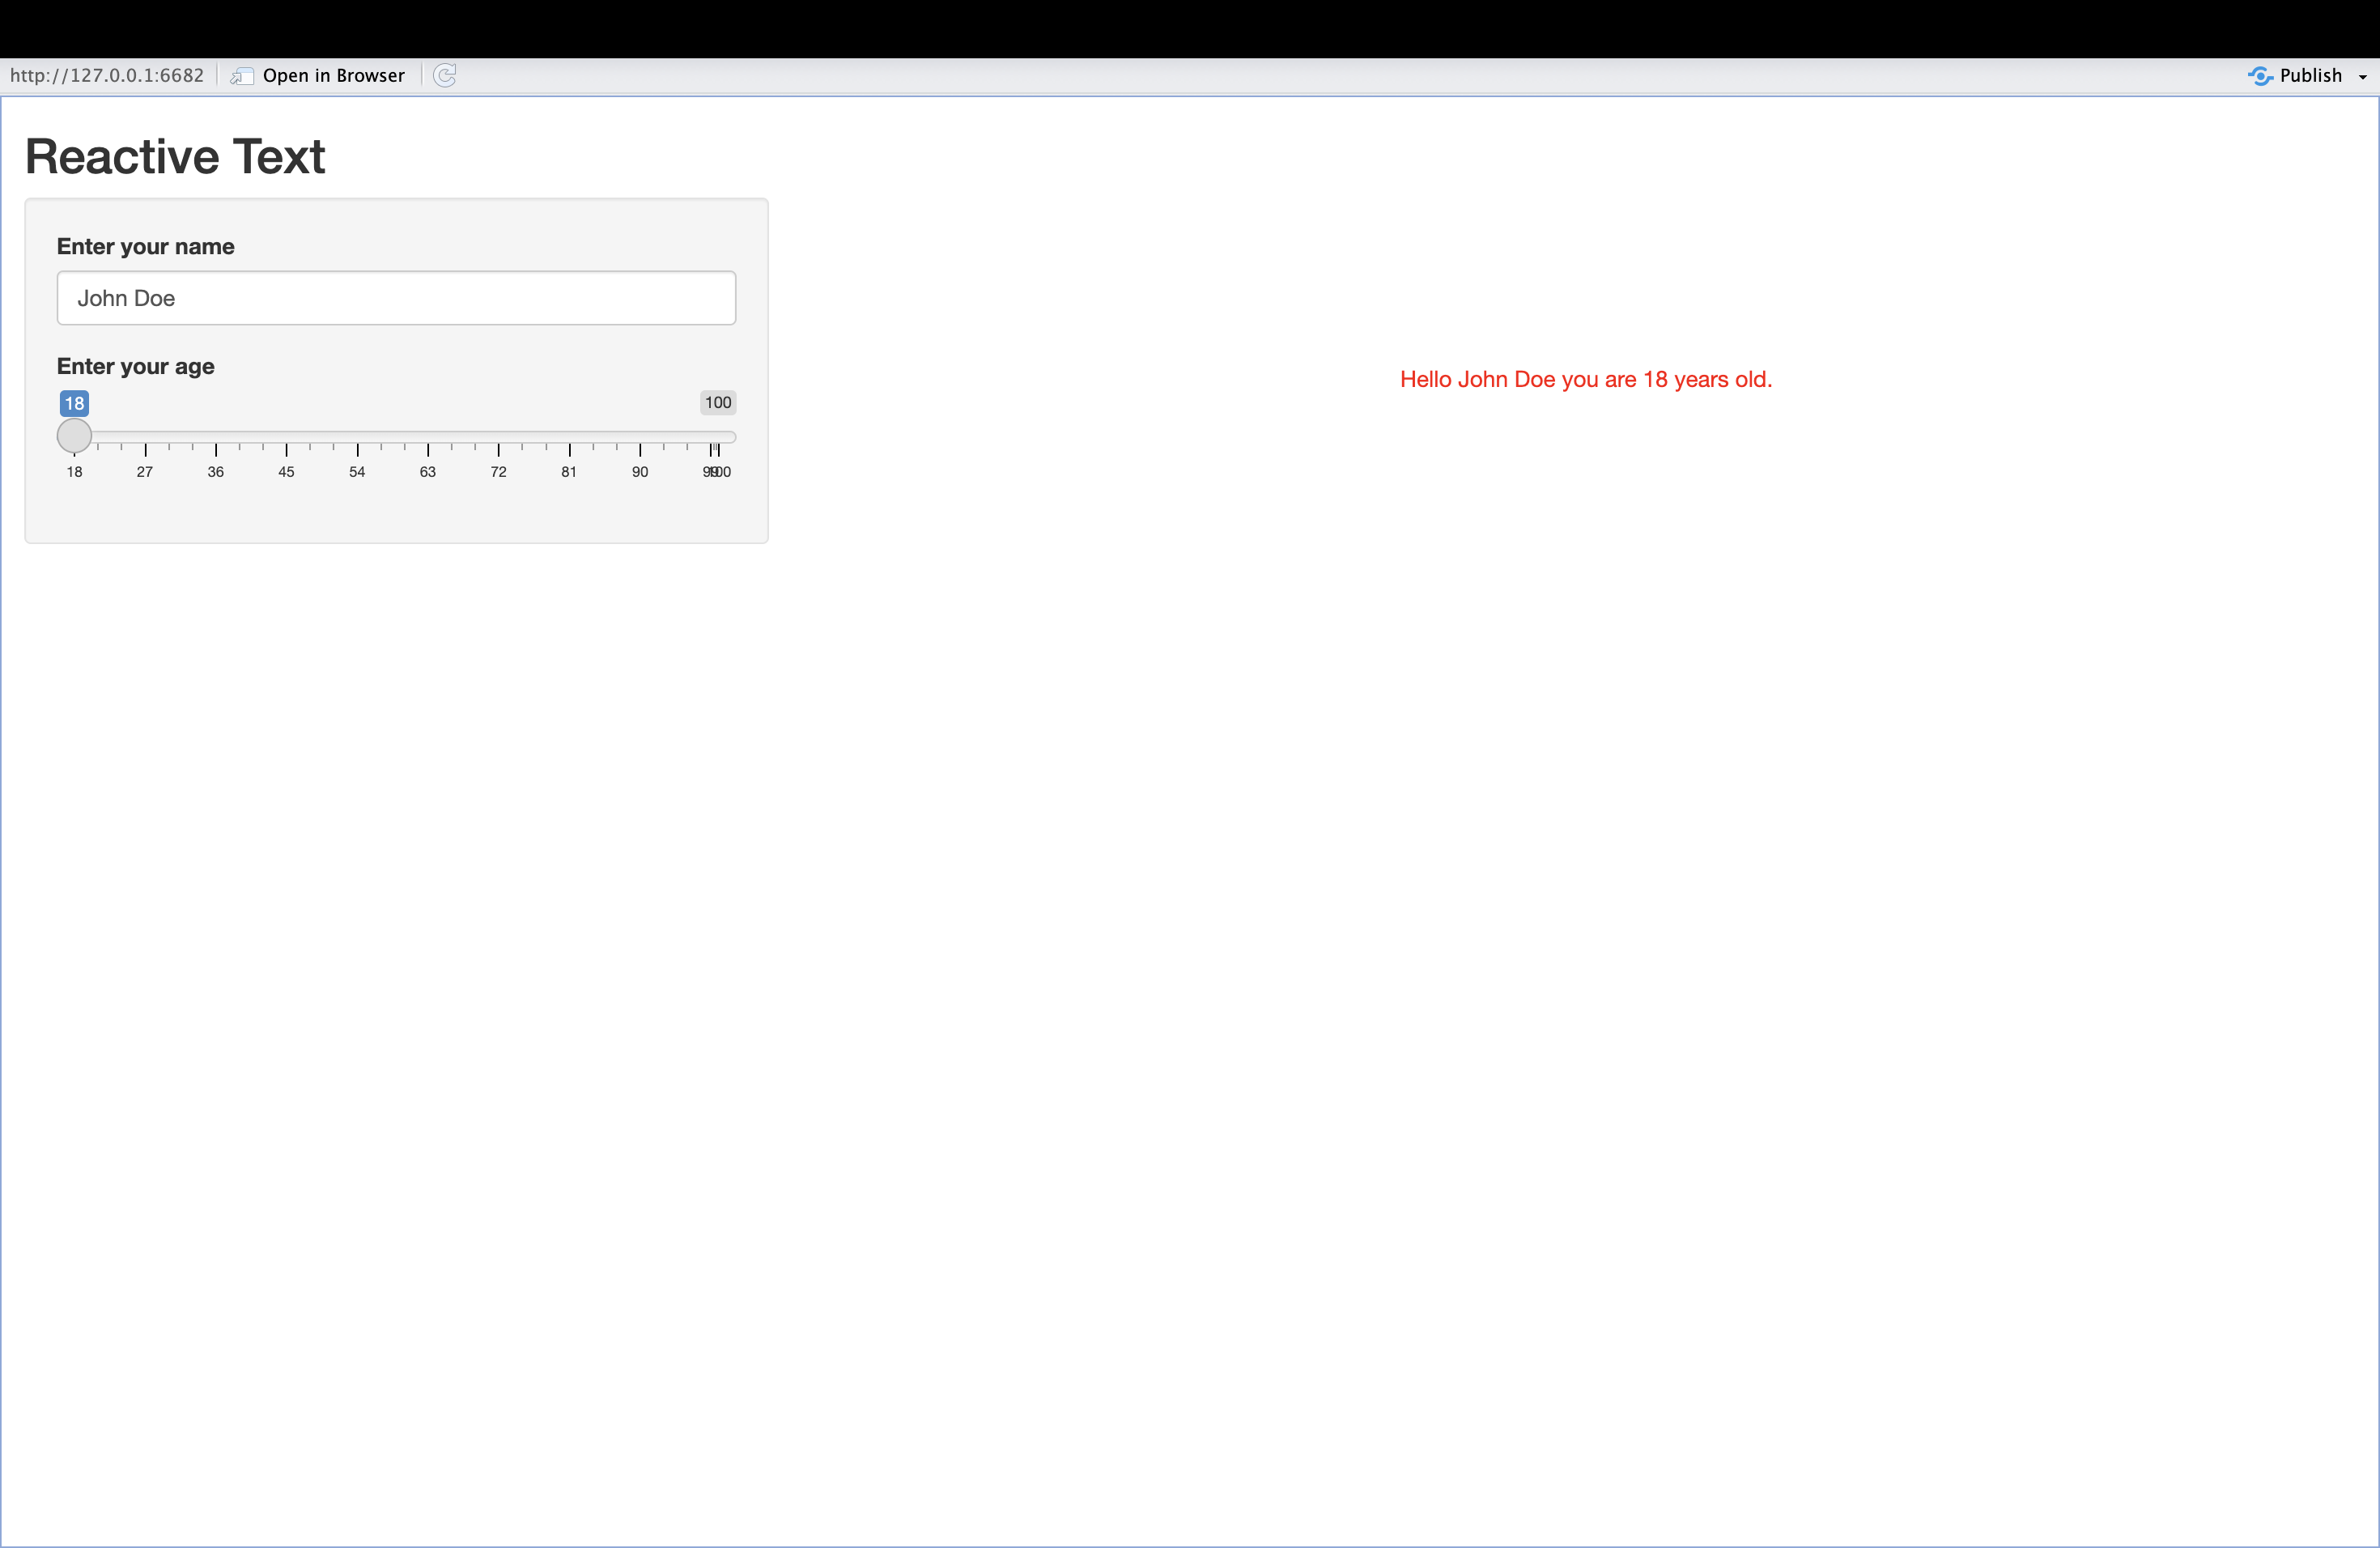 http://127.0.0.1:6682 Open in Browser Publish
Reactive Text
Enter your name
John Doe
Enter your age
18 100
18 27 36 45 54 63 72 81 90 99 100
Hello John Doe you are 18 years old.